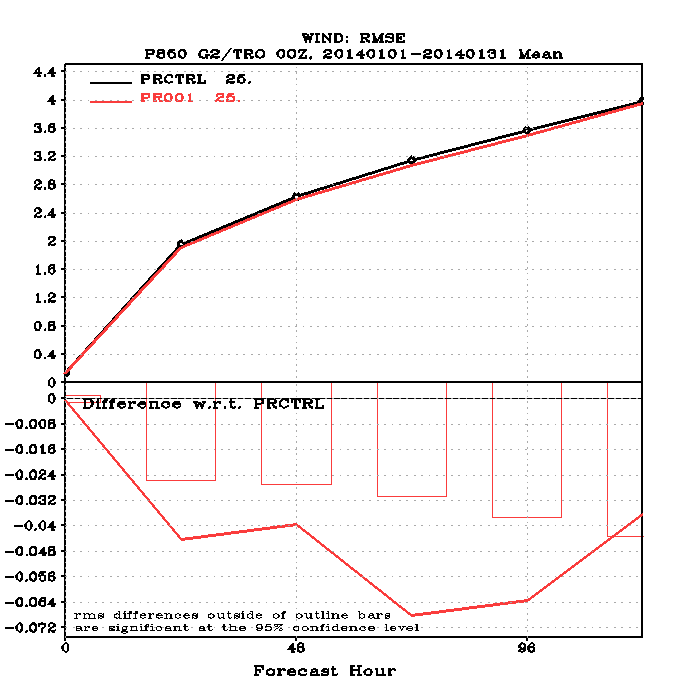 WIND: RMSE
P850 G2/TRO 00Z, 20140101-20140131 Mean
PRCTRL 25.
PR001 25.
4.4
4
3.6
3.2
2.8
2.4
2
1.6
1.2
0.8
0.4
0
Difference w.r.t. PRCTRL
0
-0.008
-0.016
-0.024
-0.032
-0.04
-0.048
-0.056
-0.064
-0.072
rms differences outside of outline bars
are significant at the 95% confidence level
0 48 96
Forecast Hour